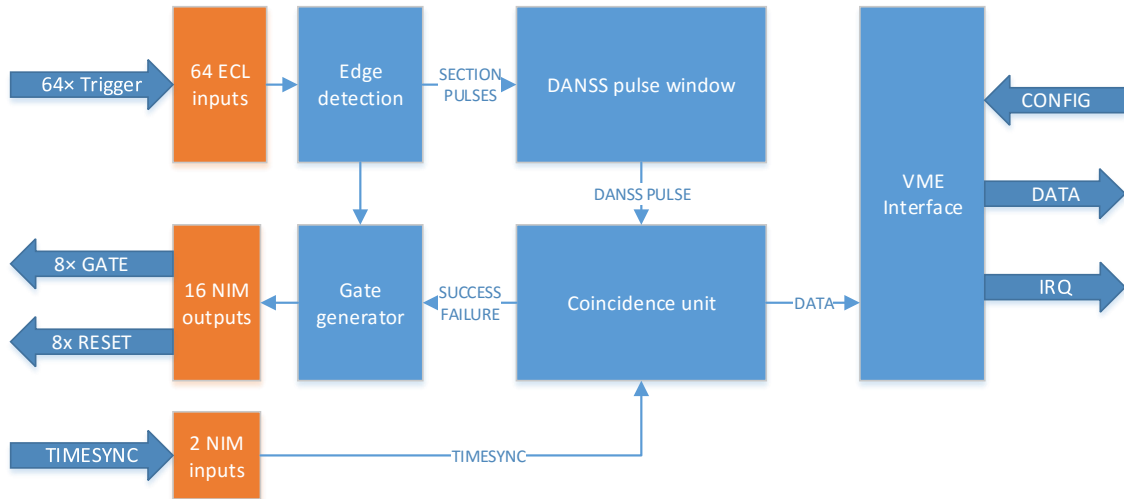 64× Trigger
64 ECL
inputs
Edge
detection
SECTION
PULSES
DANSS pulse window
CONFIG
VME
Interface
DATA
DANSS PULSE
8× GATE
16 NIM
outputs
Gate
generator
SUCCESS
FAILURE
Coincidence unit
DATA
IRQ
8x RESET
TIMESYNC
2 NIM
inputs
TIMESYNC